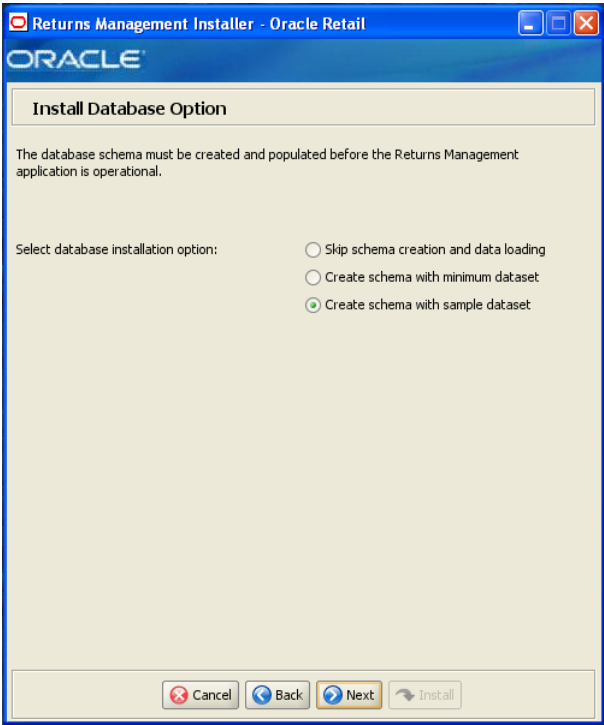 Returns Management Installer - Oracle Retail
ORACLE
Install Database Option
The database schema must be created and populated before the Returns Management
application is operational.
Select database installation option:
Skip schema creation and data loading
Create schema with minimum dataset
Create schema with sample dataset
Cancel
Back
Next
Install